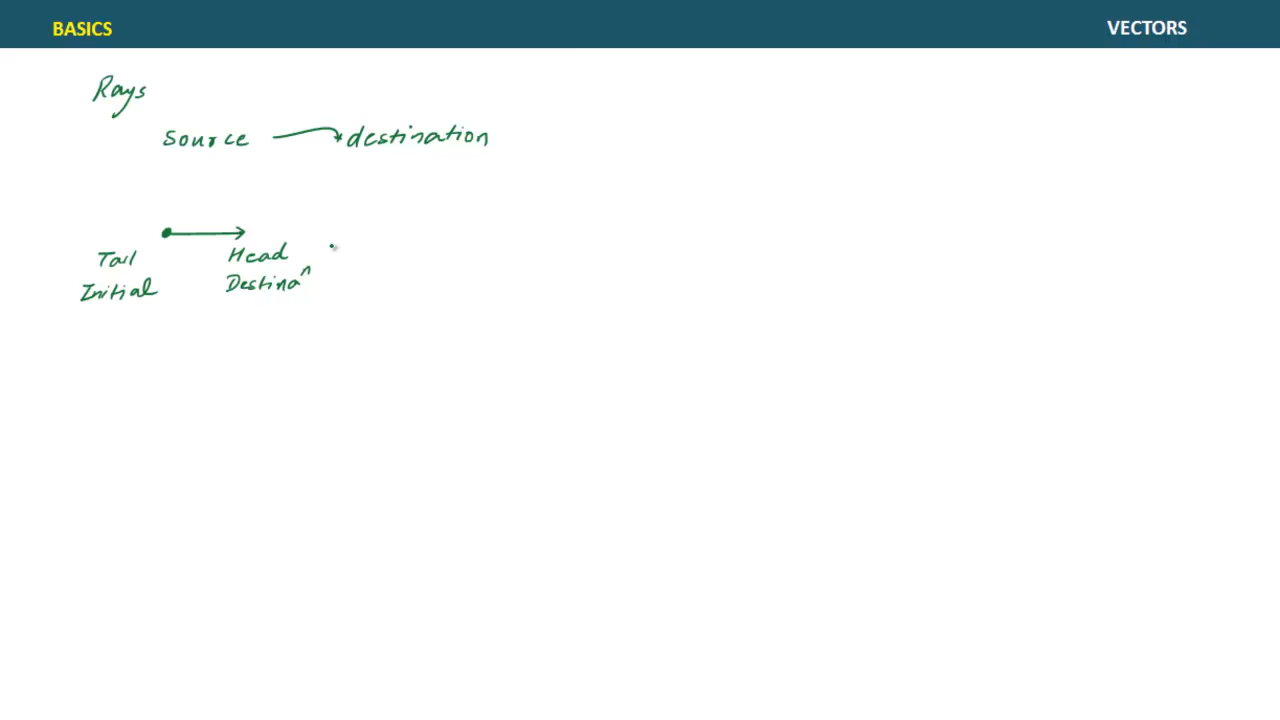 BASICS VECTORS
Rays
Source → destination
Tail Head
Initial Destinaⁿ